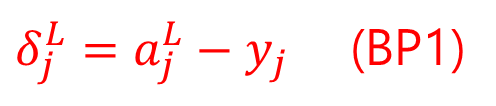 δ_j^L = a_j^L − y_j (BP1)